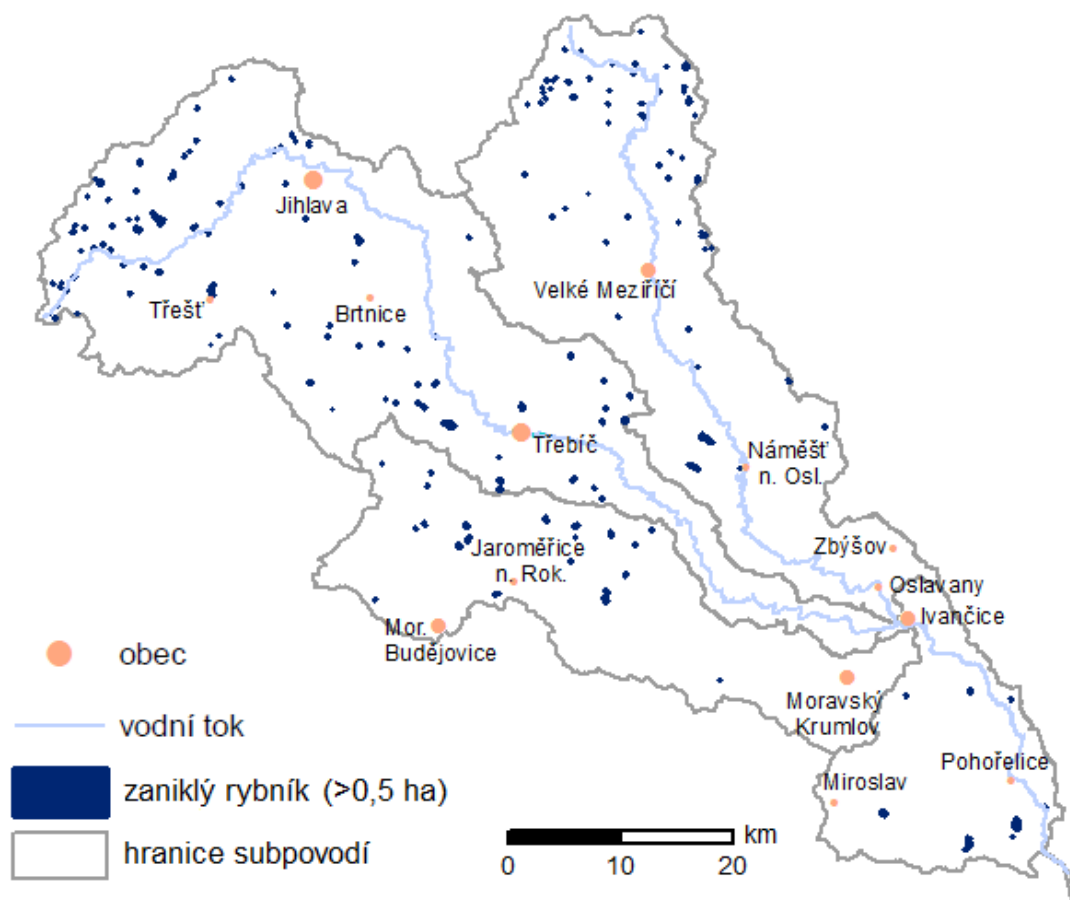 Jihlava
Třešť
Brtnice
Velké Meziříčí
Třebíč
Náměšť
n. Osl.
Zbýšov
Jaroměřice
n. Rok.
Oslavany
Ivančice
Mor.
Budějovice
Moravský
Krumlov
Pohořelice
Miroslav
obec
vodní tok
zaniklý rybník (>0,5 ha)
hranice subpovodí
km
0 10 20